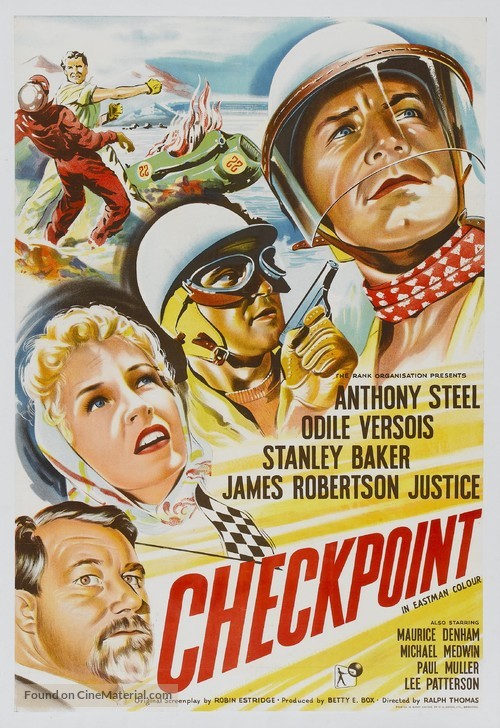 22
22
THE RANK ORGANISATION PRESENTS
ANTHONY STEEL
ODILE VERSOIS
STANLEY BAKER
JAMES ROBERTSON JUSTICE
CHECKPOINT
IN EASTMAN COLOUR
ALSO STARRING
MAURICE DENHAM
MICHAEL MEDWIN
PAUL MULLER
LEE PATTERSON
Original Screenplay by ROBIN ESTRIDGE · Produced by BETTY E. BOX · Directed by RALPH THOMAS
Found on CineMaterial.com